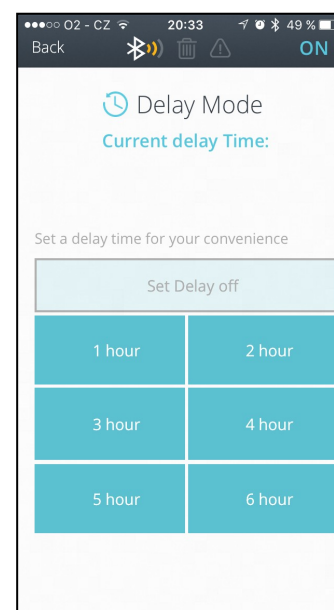 ●●●○○ O2 - CZ 20:33 49 %
Back ON
Delay Mode
Current delay Time:
Set a delay time for your convenience
Set Delay off
1 hour 2 hour
3 hour 4 hour
5 hour 6 hour